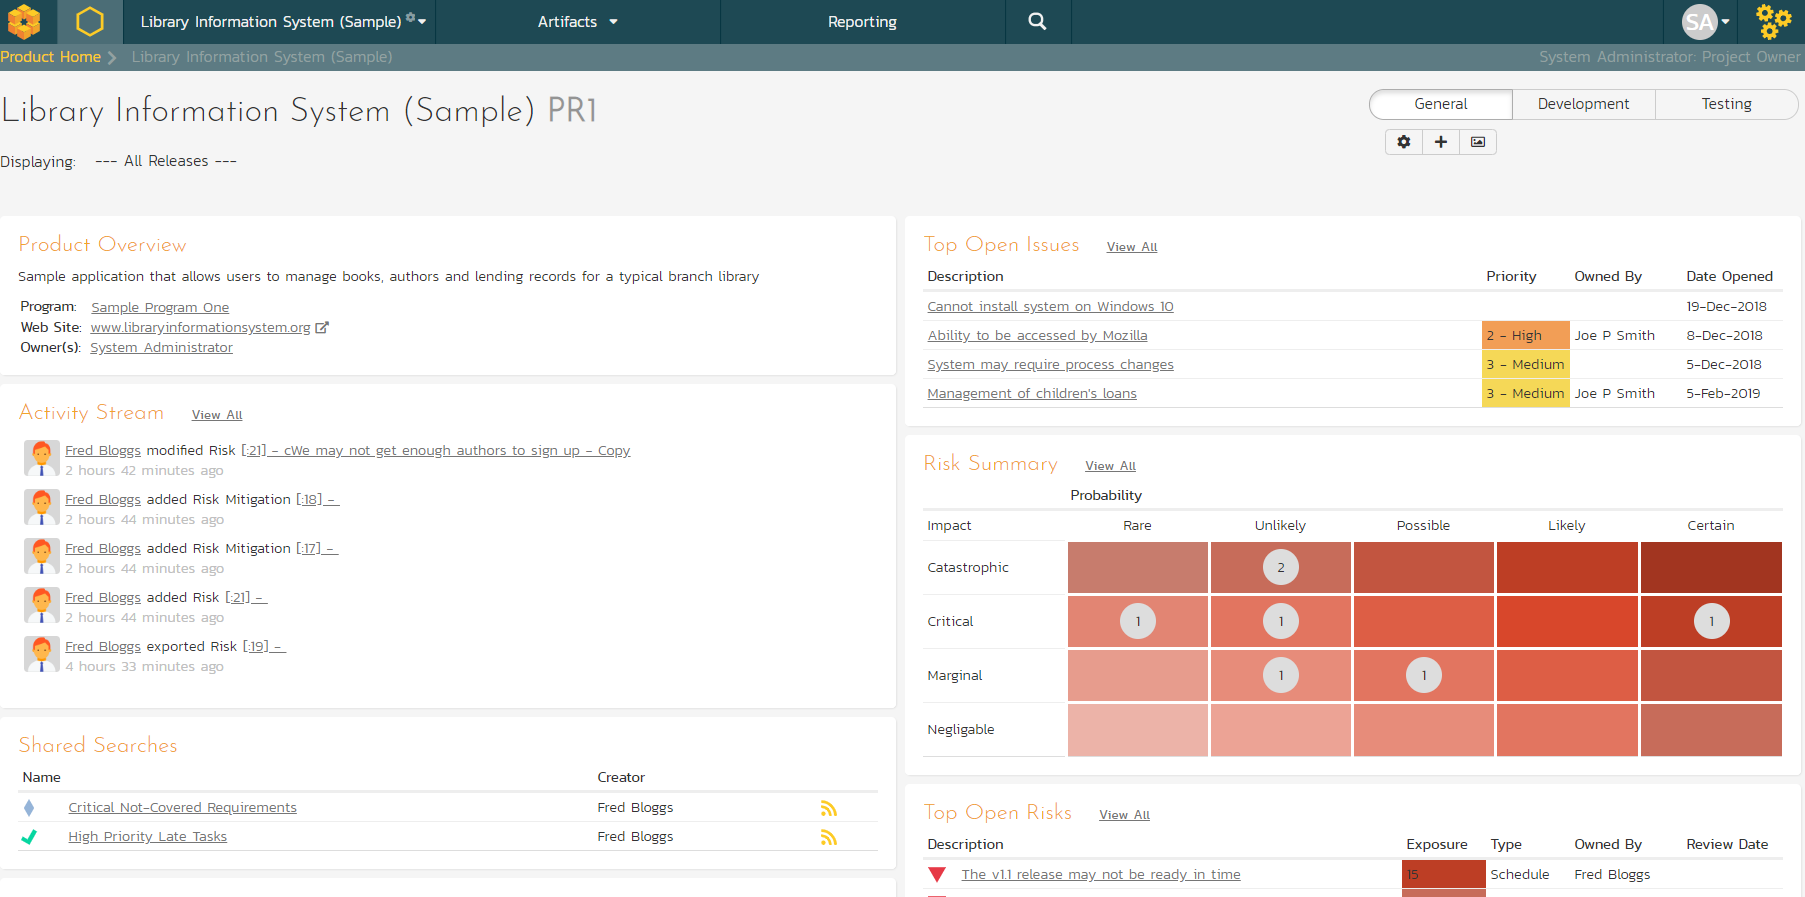 Library Information System (Sample)
Artifacts
Reporting
SA
Product Home
Library Information System (Sample)
System Administrator: Project Owner
Library Information System (Sample) PR1
General
Development
Testing
Displaying: --- All Releases ---
Product Overview
Sample application that allows users to manage books, authors and lending records for a typical branch library
Program: Sample Program One
Web Site: www.libraryinformationsystem.org
Owner(s): System Administrator
Activity Stream View All
Fred Bloggs modified Risk [:21] - cWe may not get enough authors to sign up - Copy
2 hours 42 minutes ago
Fred Bloggs added Risk Mitigation [:18] -
2 hours 44 minutes ago
Fred Bloggs added Risk Mitigation [:17] -
2 hours 44 minutes ago
Fred Bloggs added Risk [:21] -
2 hours 44 minutes ago
Fred Bloggs exported Risk [:19] -
4 hours 33 minutes ago
Shared Searches
Name Creator
Critical Not-Covered Requirements Fred Bloggs
High Priority Late Tasks Fred Bloggs
Top Open Issues View All
Description Priority Owned By Date Opened
Cannot install system on Windows 10 19-Dec-2018
Ability to be accessed by Mozilla 2 - High Joe P Smith 8-Dec-2018
System may require process changes 3 - Medium 5-Dec-2018
Management of children's loans 3 - Medium Joe P Smith 5-Feb-2019
Risk Summary View All
Probability
Impact Rare Unlikely Possible Likely Certain
Catastrophic 2
Critical 1 1 1
Marginal 1 1
Negligable
Top Open Risks View All
Description Exposure Type Owned By Review Date
The v1.1 release may not be ready in time 15 Schedule Fred Bloggs